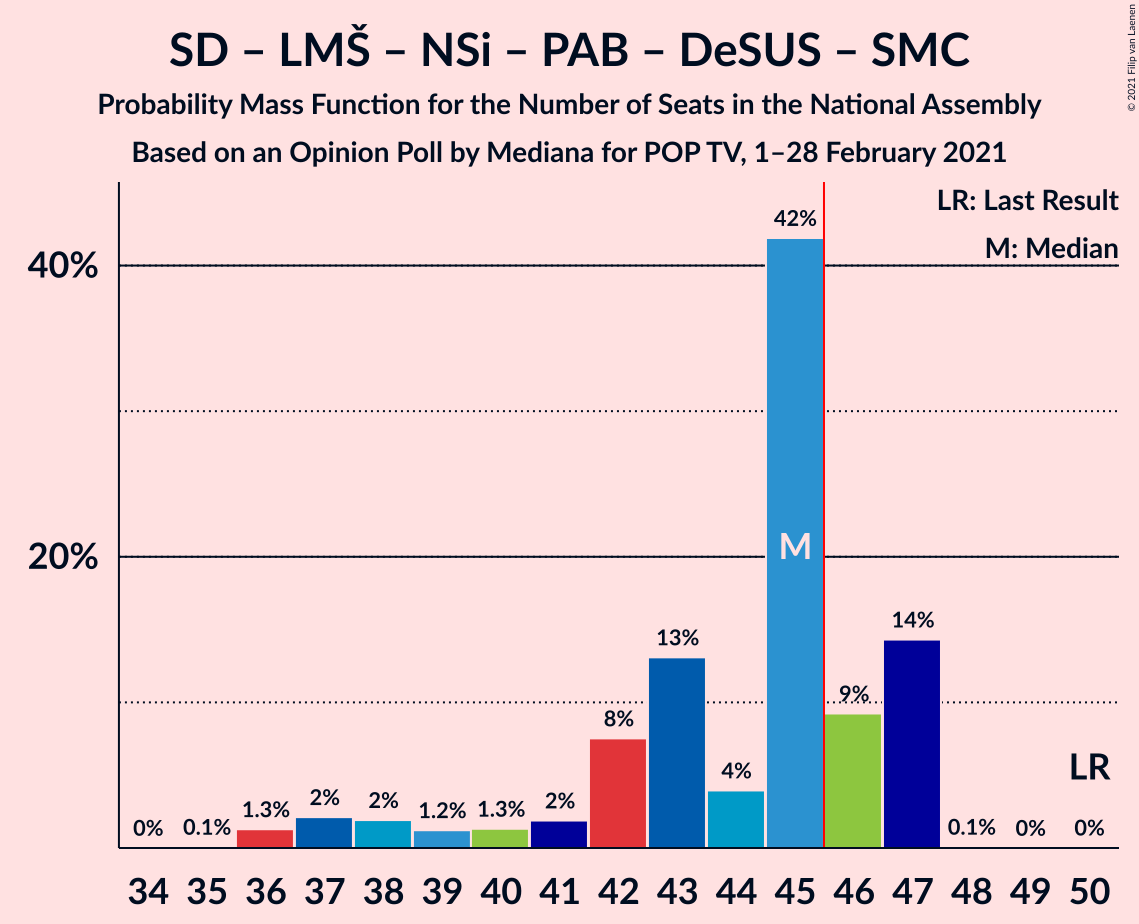 SD – LMŠ – NSi – PAB – DeSUS – SMC
Probability Mass Function for the Number of Seats in the National Assembly
Based on an Opinion Poll by Mediana for POP TV, 1–28 February 2021
© 2021 Filip van Laenen
LR: Last Result
M: Median
40%
20%
0%
0.1%
1.3%
2%
2%
1.2%
1.3%
2%
8%
13%
4%
42%
M
9%
14%
0.1%
0%
0%
LR
34 35 36 37 38 39 40 41 42 43 44 45 46 47 48 49 50